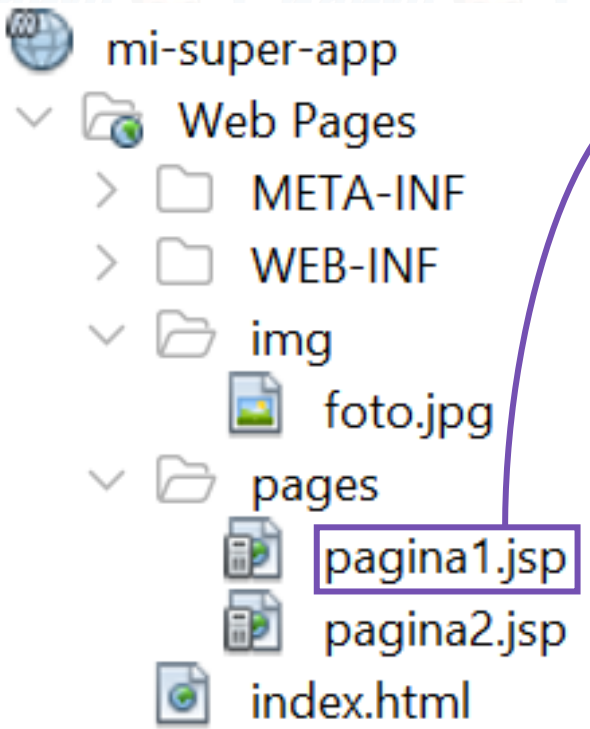 mi-super-app
Web Pages
META-INF
WEB-INF
img
foto.jpg
pages
pagina1.jsp
pagina2.jsp
index.html